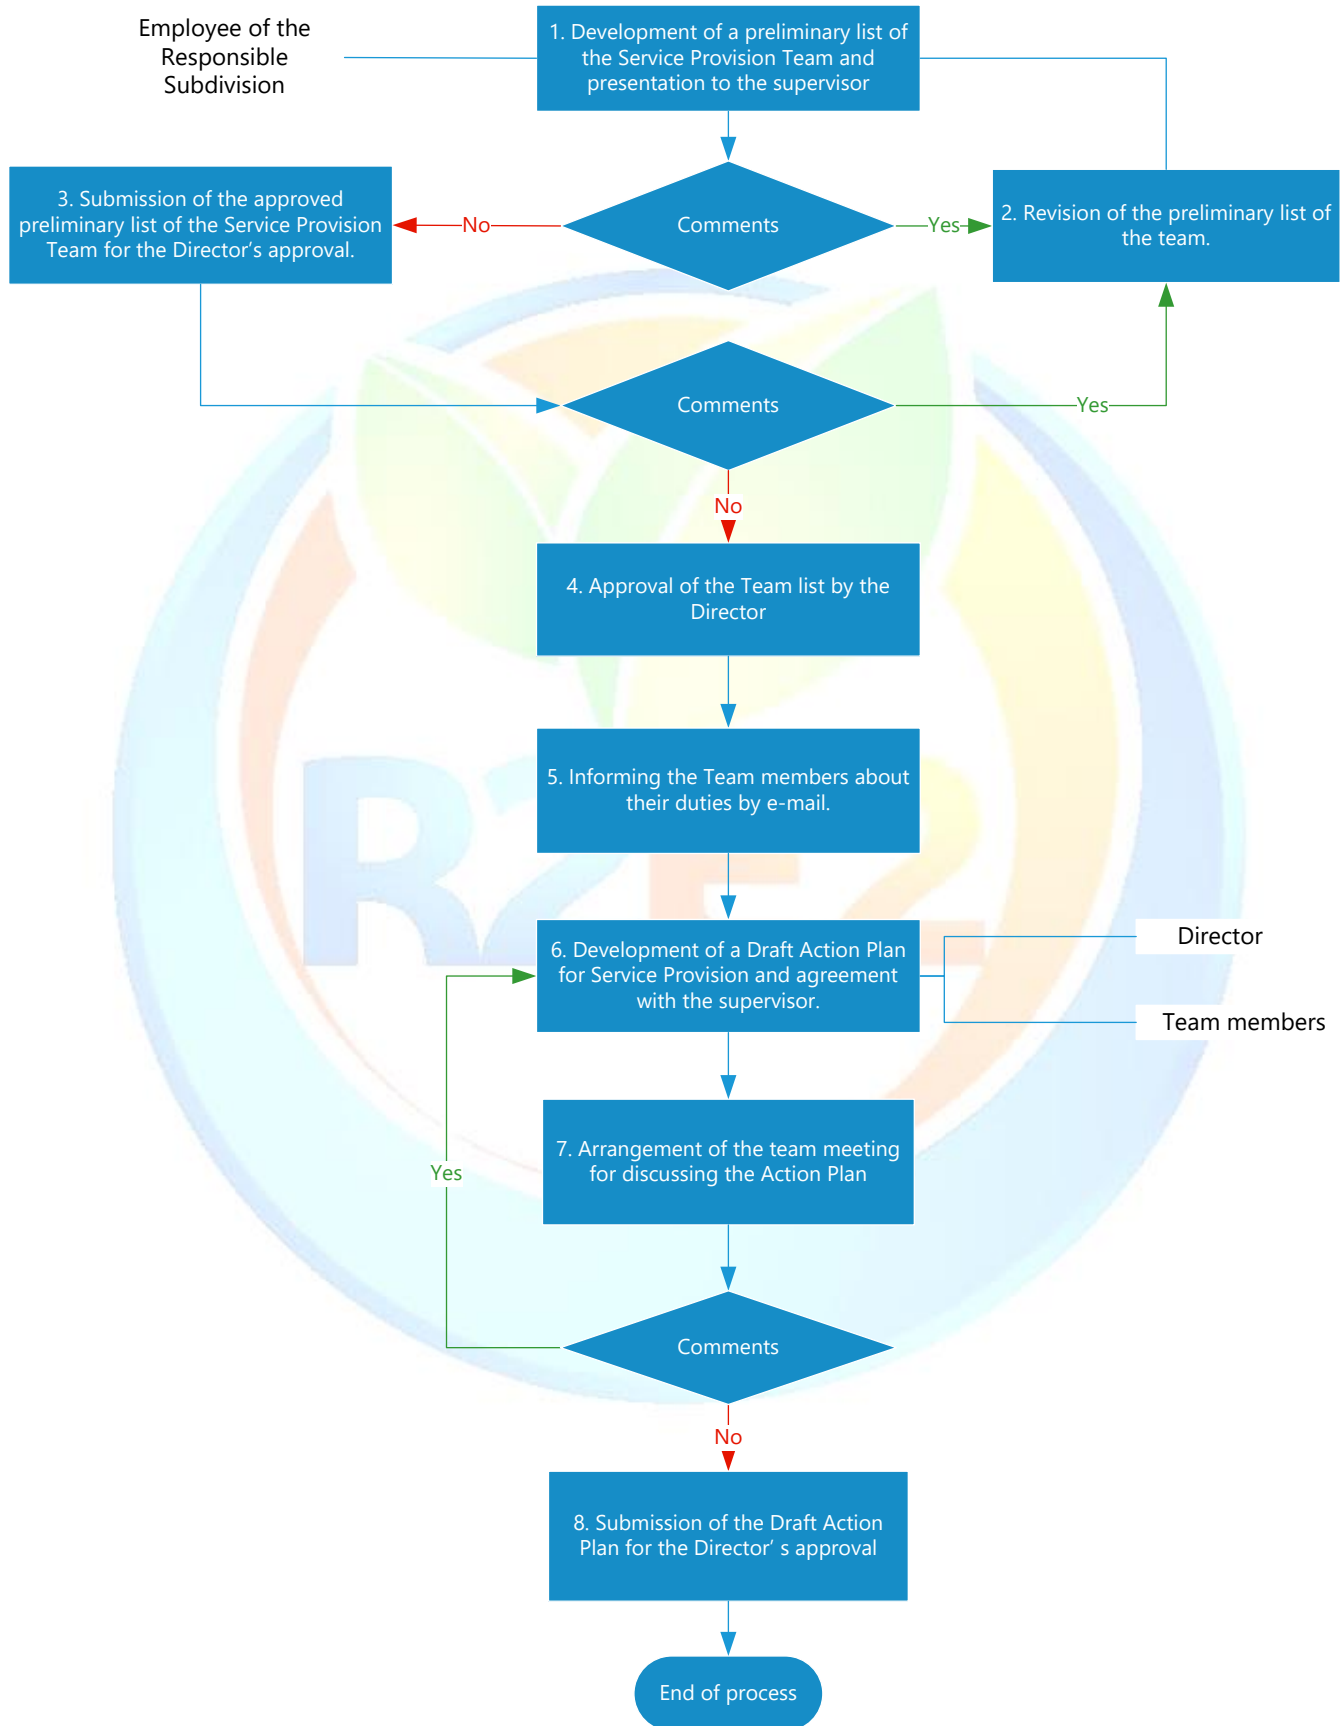 Employee of the
Responsible
Subdivision
1. Development of a preliminary list of
the Service Provision Team and
presentation to the supervisor
3. Submission of the approved
preliminary list of the Service Provision
Team for the Director’s approval.
No
Comments
Yes
2. Revision of the preliminary list of
the team.
Comments
Yes
No
4. Approval of the Team list by the
Director
5. Informing the Team members about
their duties by e-mail.
R2E2
6. Development of a Draft Action Plan
for Service Provision and agreement
with the supervisor.
Director
Team members
7. Arrangement of the team meeting
for discussing the Action Plan
Yes
Comments
No
8. Submission of the Draft Action
Plan for the Director’ s approval
End of process